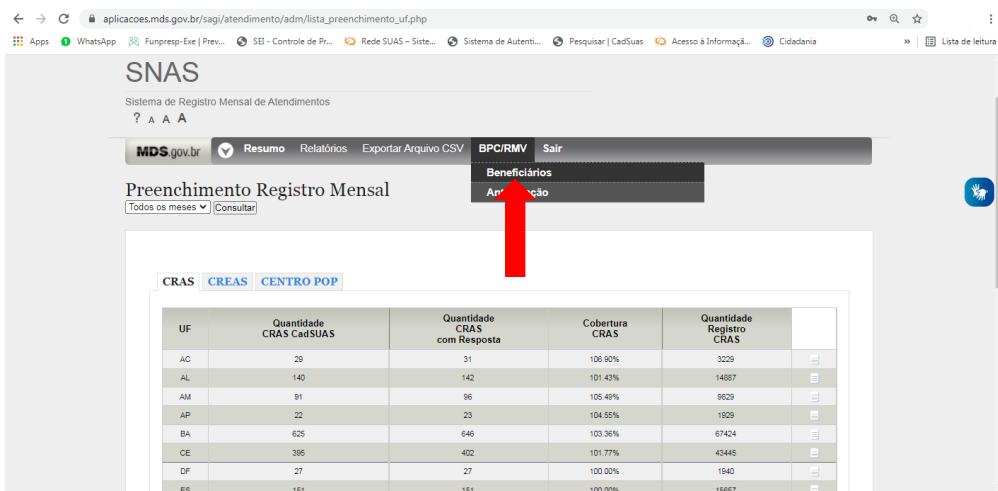 aplicacoes.mds.gov.br/sagi/atendimento/adm/lista_preenchimento_uf.php
Apps WhatsApp Funpresp-Exe | Prev... SEI - Controle de Pr... Rede SUAS – Siste... Sistema de Autenti... Pesquisar | CadSuas Acesso à Informaçã... Cidadania » Lista de leitura
SNAS
Sistema de Registro Mensal de Atendimentos
? A A A
MDS.gov.br Resumo Relatórios Exportar Arquivo CSV BPC/RMV Sair
Beneficiários
Preenchimento Registro Mensal
Todos os meses Consultar
CRAS CREAS CENTRO POP
UF Quantidade CRAS CadSUAS Quantidade CRAS com Resposta Cobertura CRAS Quantidade Registro CRAS
AC 29 31 106.90% 3229
AL 140 142 101.43% 14887
AM 91 96 105.49% 9629
AP 22 23 104.55% 1929
BA 625 646 103.36% 67424
CE 395 402 101.77% 43445
DF 27 27 100.00% 1940
ES 151 151 100.00% 15657